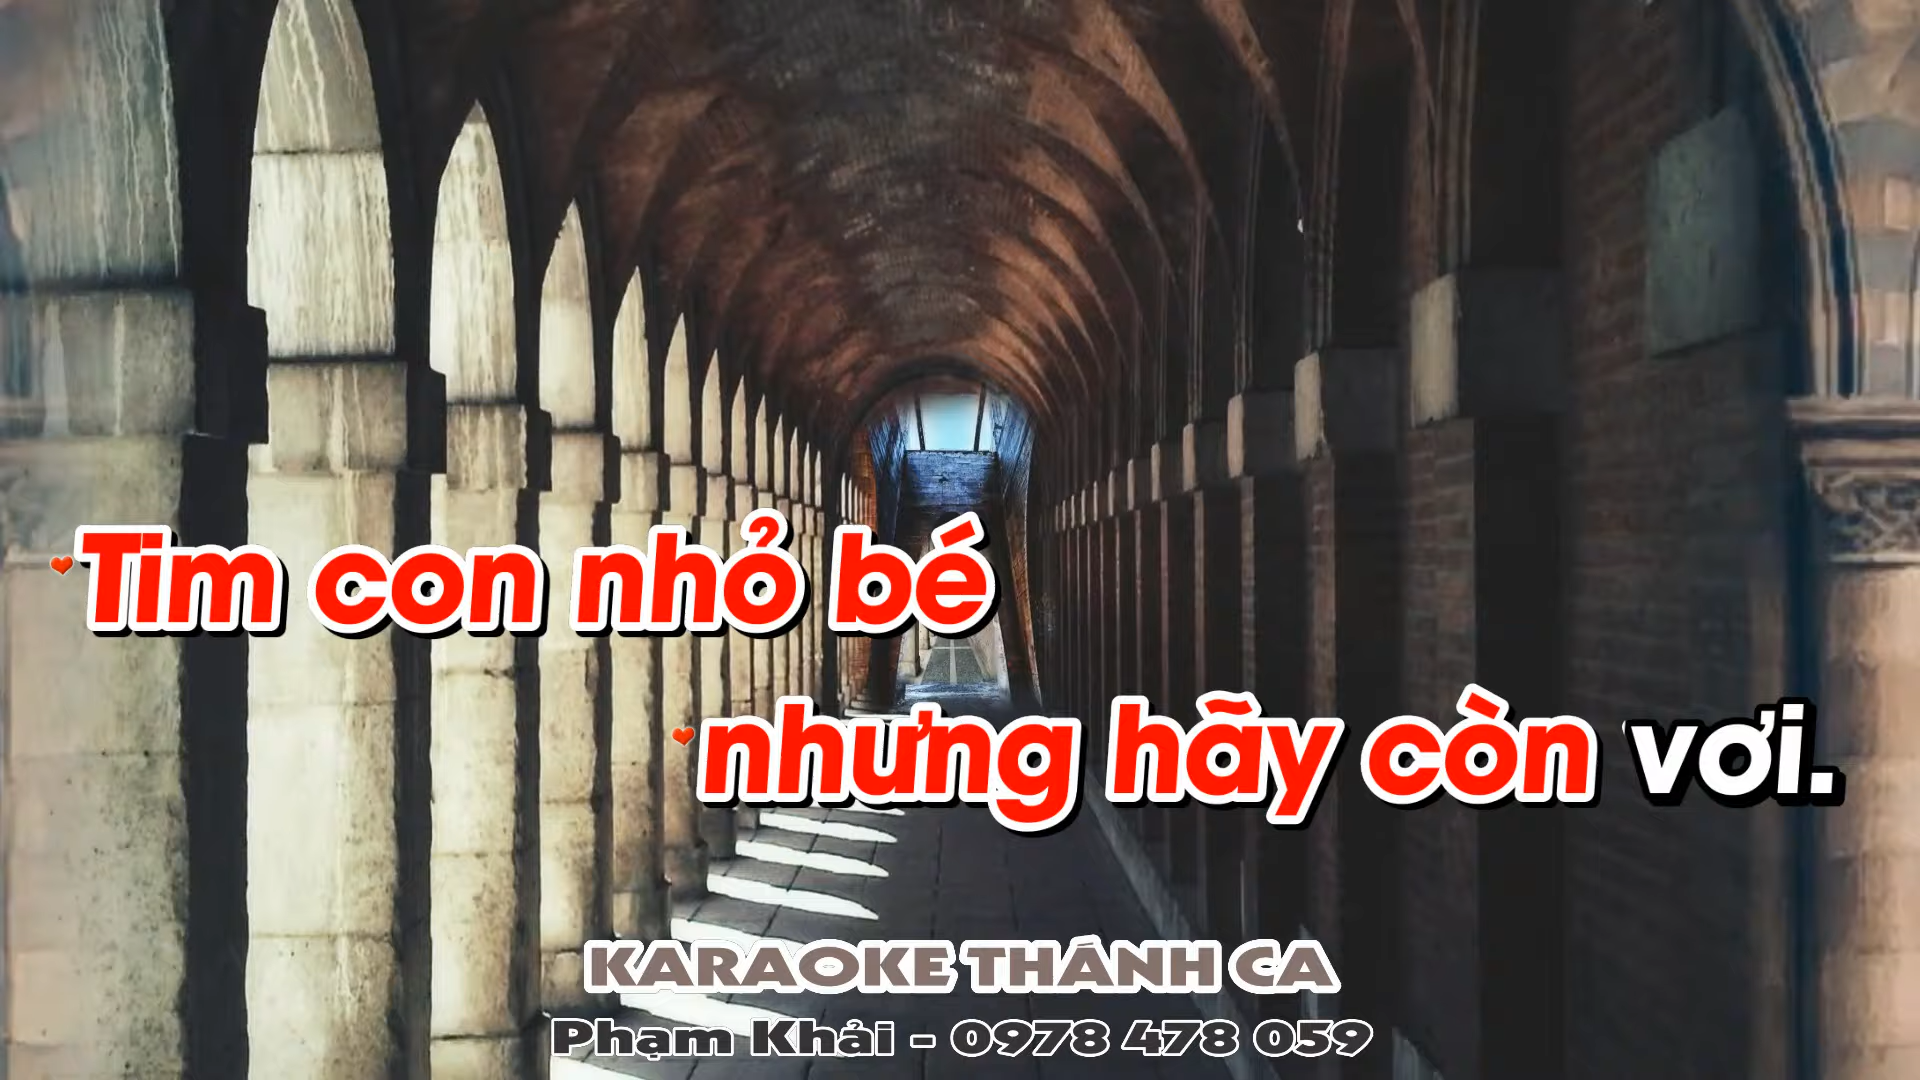 Tim con nhỏ bé
nhưng hãy còn vơi.
KARAOKE THÁNH CA
Phạm Khải - 0978 478 059